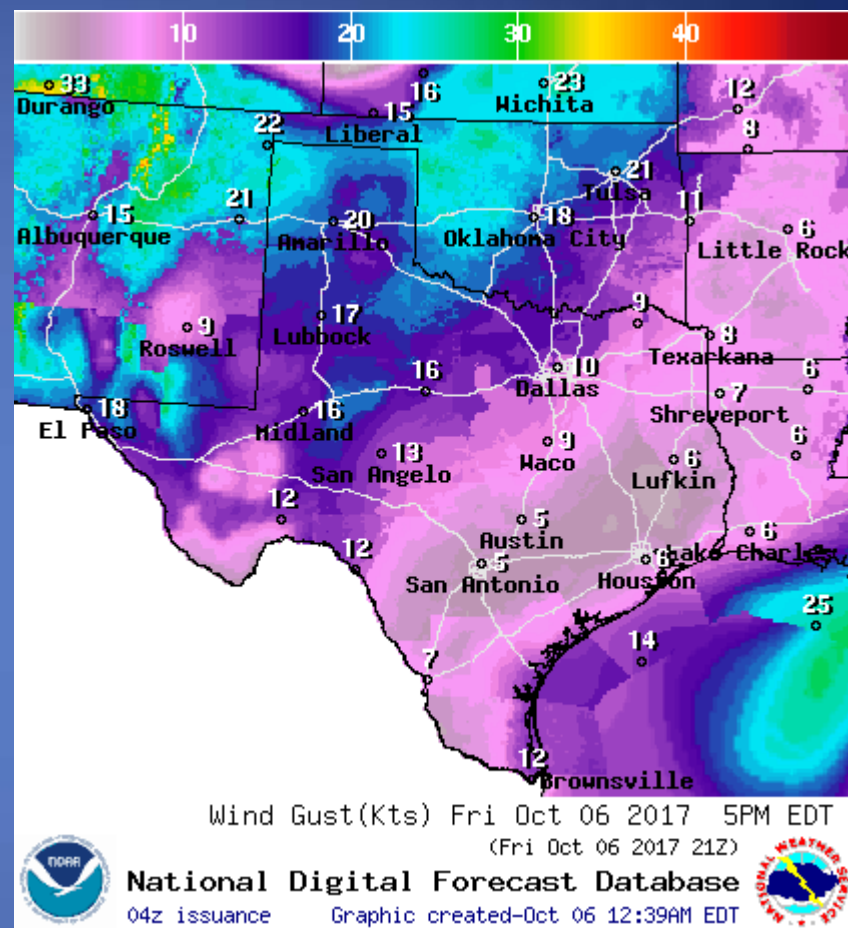 10 20 30 40
33 Durango
16
23 Wichita
12
15 Liberal
8
22
21 Tulsa
15 Albuquerque
21
20 Amarillo
18 Oklahoma City
11
6 Little Rock
9 Roswell
17 Lubbock
9
8 Texarkana
10 Dallas
6
18 El Paso
16 Midland
16
7 Shreveport
13 San Angelo
9 Waco
6 Lufkin
6
12
5 Austin
6 Lake Charles
12
5 San Antonio
6 Houston
25
14
7
12 Brownsville
Wind Gust(Kts) Fri Oct 06 2017 5PM EDT
(Fri Oct 06 2017 21Z)
NOAA
National Digital Forecast Database
NATIONAL WEATHER SERVICE
04z issuance Graphic created-Oct 06 12:39AM EDT